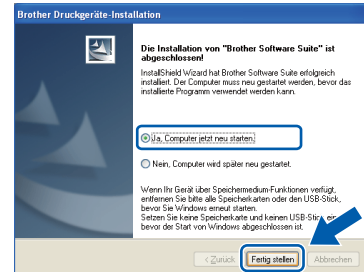 Brother Druckgeräte-Installation
Die Installation von "Brother Software Suite" ist
abgeschlossen!
InstallShield Wizard hat Brother Software Suite erfolgreich
installiert. Der Computer muss neu gestartet werden, bevor das
installierte Programm verwendet werden kann.
Ja, Computer jetzt neu starten.
Nein, Computer wird später neu gestartet.
Wenn Ihr Gerät über Speichermedium-Funktionen verfügt,
entfernen Sie bitte alle Speicherkarten oder den USB-Stick,
bevor Sie Windows erneut starten.
Setzen Sie keine Speicherkarte und keinen USB-Stick ein,
bevor der Start von Windows abgeschlossen ist.
< Zurück Fertig stellen Abbrechen